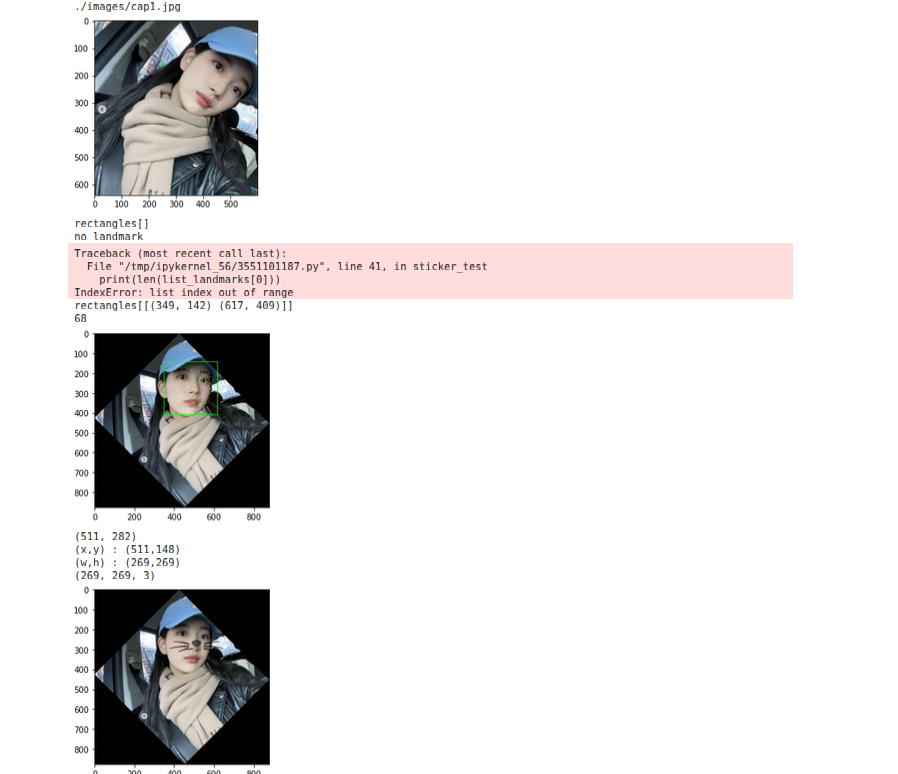 ./images/cap1.jpg
0
100
200
300
400
500
600
0 100 200 300 400 500
rectangles[]
no landmark
Traceback (most recent call last):
  File "/tmp/ipykernel_56/3551101187.py", line 41, in sticker_test
    print(len(list_landmarks[0]))
IndexError: list index out of range
rectangles[[(349, 142) (617, 409)]]
68
0
100
200
300
400
500
600
700
800
0 200 400 600 800
(511, 282)
(x,y) : (511,148)
(w,h) : (269,269)
(269, 269, 3)
0
100
200
300
400
500
600
700
800
0 200 400 600 800